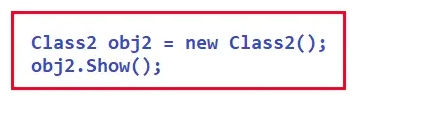 Class2 obj2 = new Class2();
obj2.Show();